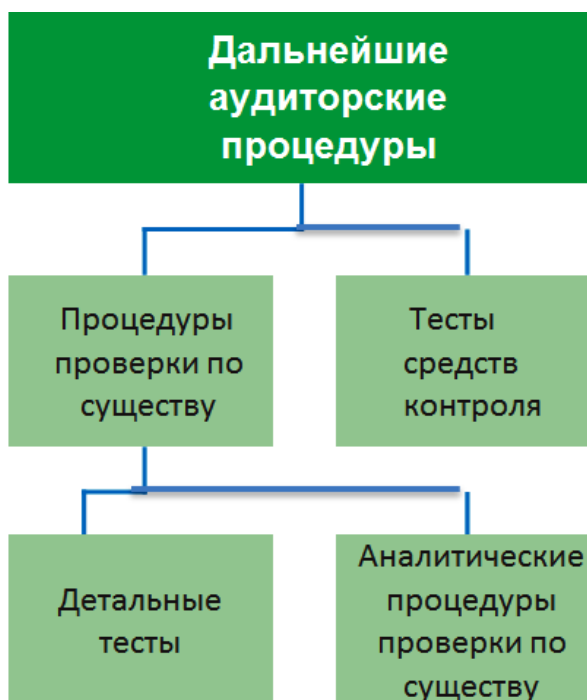 Дальнейшие
аудиторские
процедуры
Процедуры
проверки по
существу
Тесты
средств
контроля
Детальные
тесты
Аналитические
процедуры
проверки по
существу